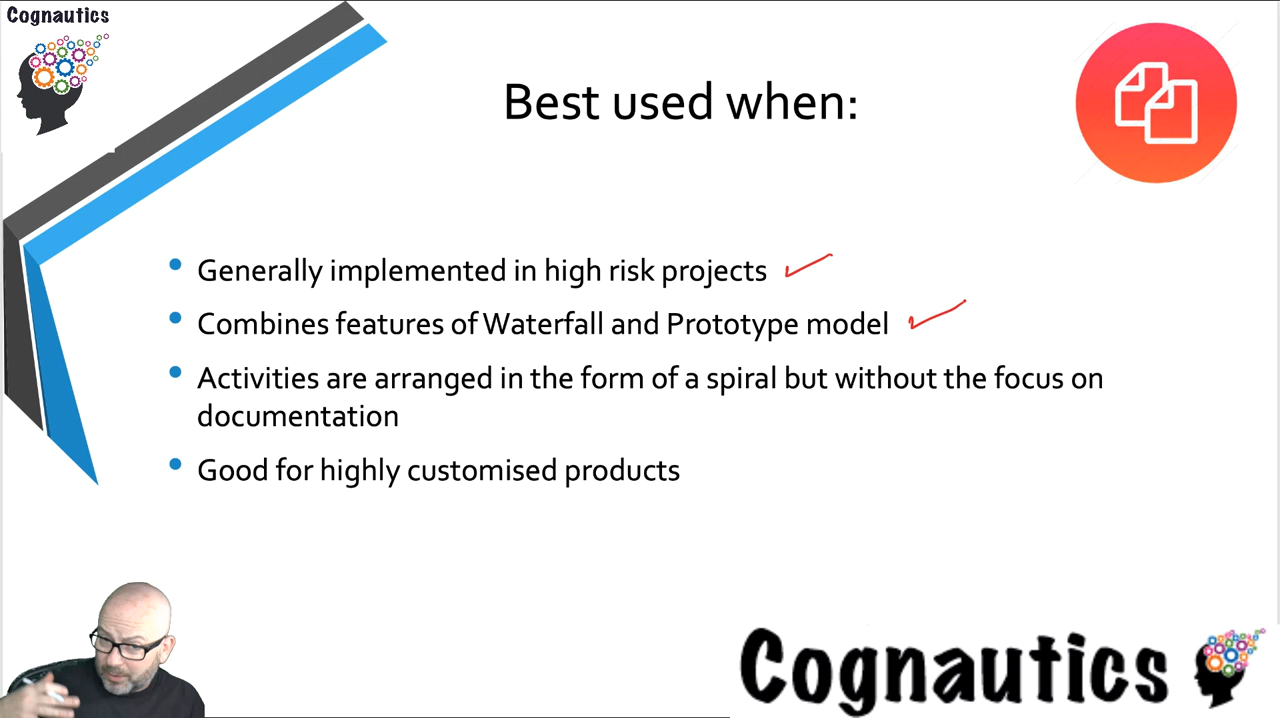 Cognautics
Best used when:
Generally implemented in high risk projects
Combines features of Waterfall and Prototype model
Activities are arranged in the form of a spiral but without the focus on
documentation
Good for highly customised products
Cognautics